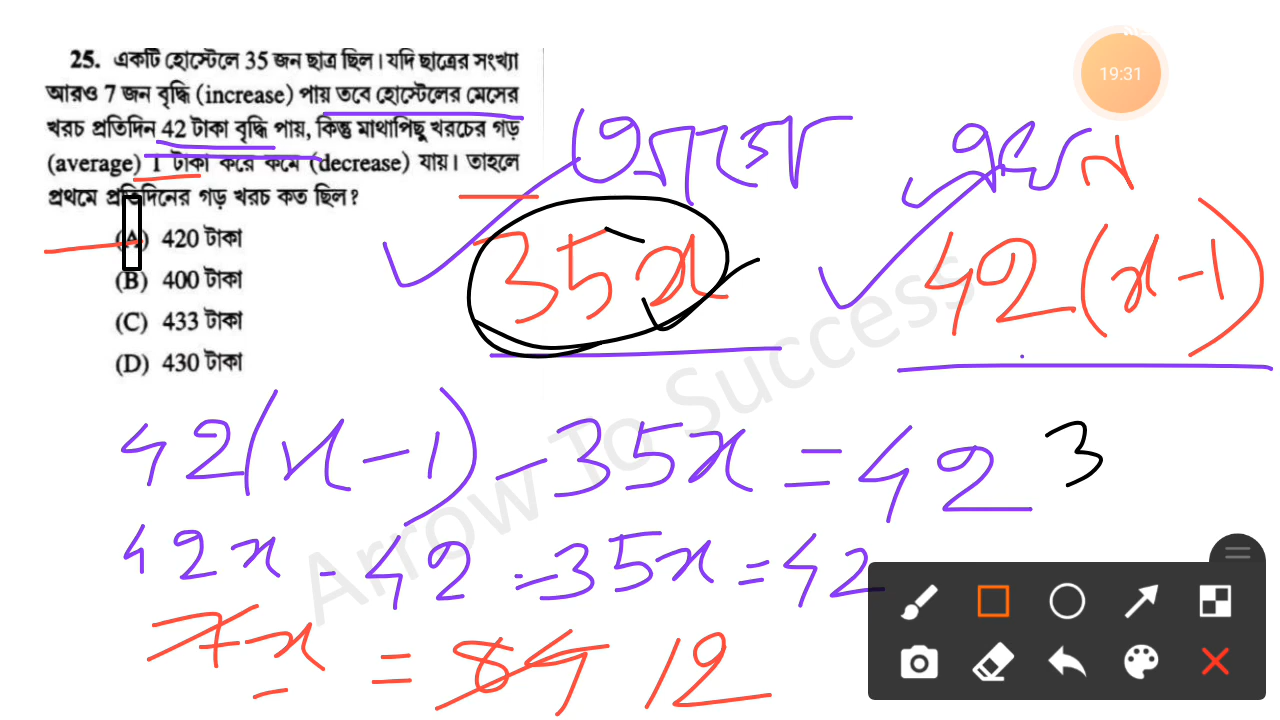 19:31
25. একটি হোস্টেলে 35 জন ছাত্র ছিল। যদি ছাত্রের সংখ্যা
আরও 7 জন বৃদ্ধি (increase) পায় তবে হোস্টেলের মেসের
খরচ প্রতিদিন 42 টাকা বৃদ্ধি পায়, কিন্তু মাথাপিছু খরচের গড়
(average) 1 টাকা করে কমে (decrease) যায়। তাহলে
প্রথমে প্রতিদিনের গড় খরচ কত ছিল?
(A) 420 টাকা
(B) 400 টাকা
(C) 433 টাকা
(D) 430 টাকা
আগে
এখন
35x
42(x-1)
42(x-1) - 35x = 42 3
42x - 42 - 35x = 42
7x = 84 12
Arrow To Success